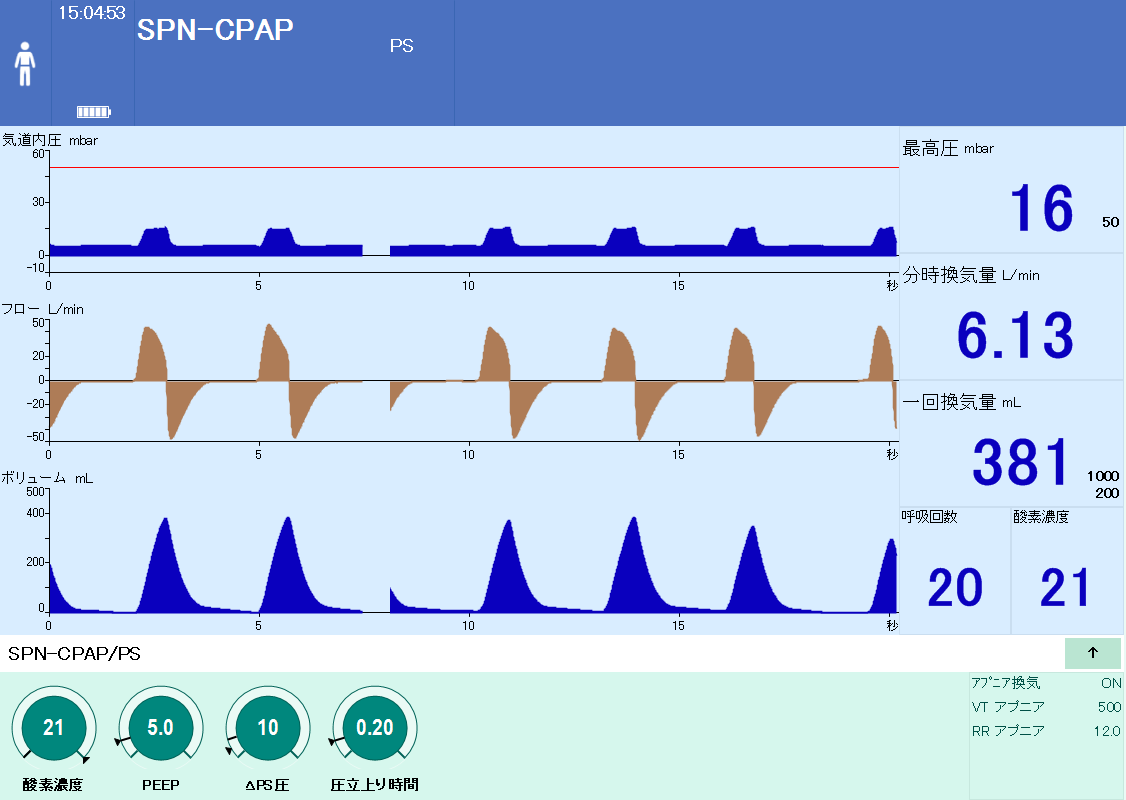 15:04:53
SPN-CPAP
PS
気道内圧 mbar
60
30
0
-10
0 5 10 15 秒
フロー L/min
50
20
0
-20
-50
0 5 10 15 秒
ボリューム mL
500
400
200
0
0 5 10 15 秒
最高圧 mbar
16
50
分時換気量 L/min
6.13
一回換気量 mL
381
1000
200
呼吸回数 酸素濃度
20 21
SPN-CPAP/PS
↑
21 5.0 10 0.20
酸素濃度 PEEP ΔPS圧 圧立上り時間
アプニア換気 ON
VT アプニア 500
RR アプニア 12.0